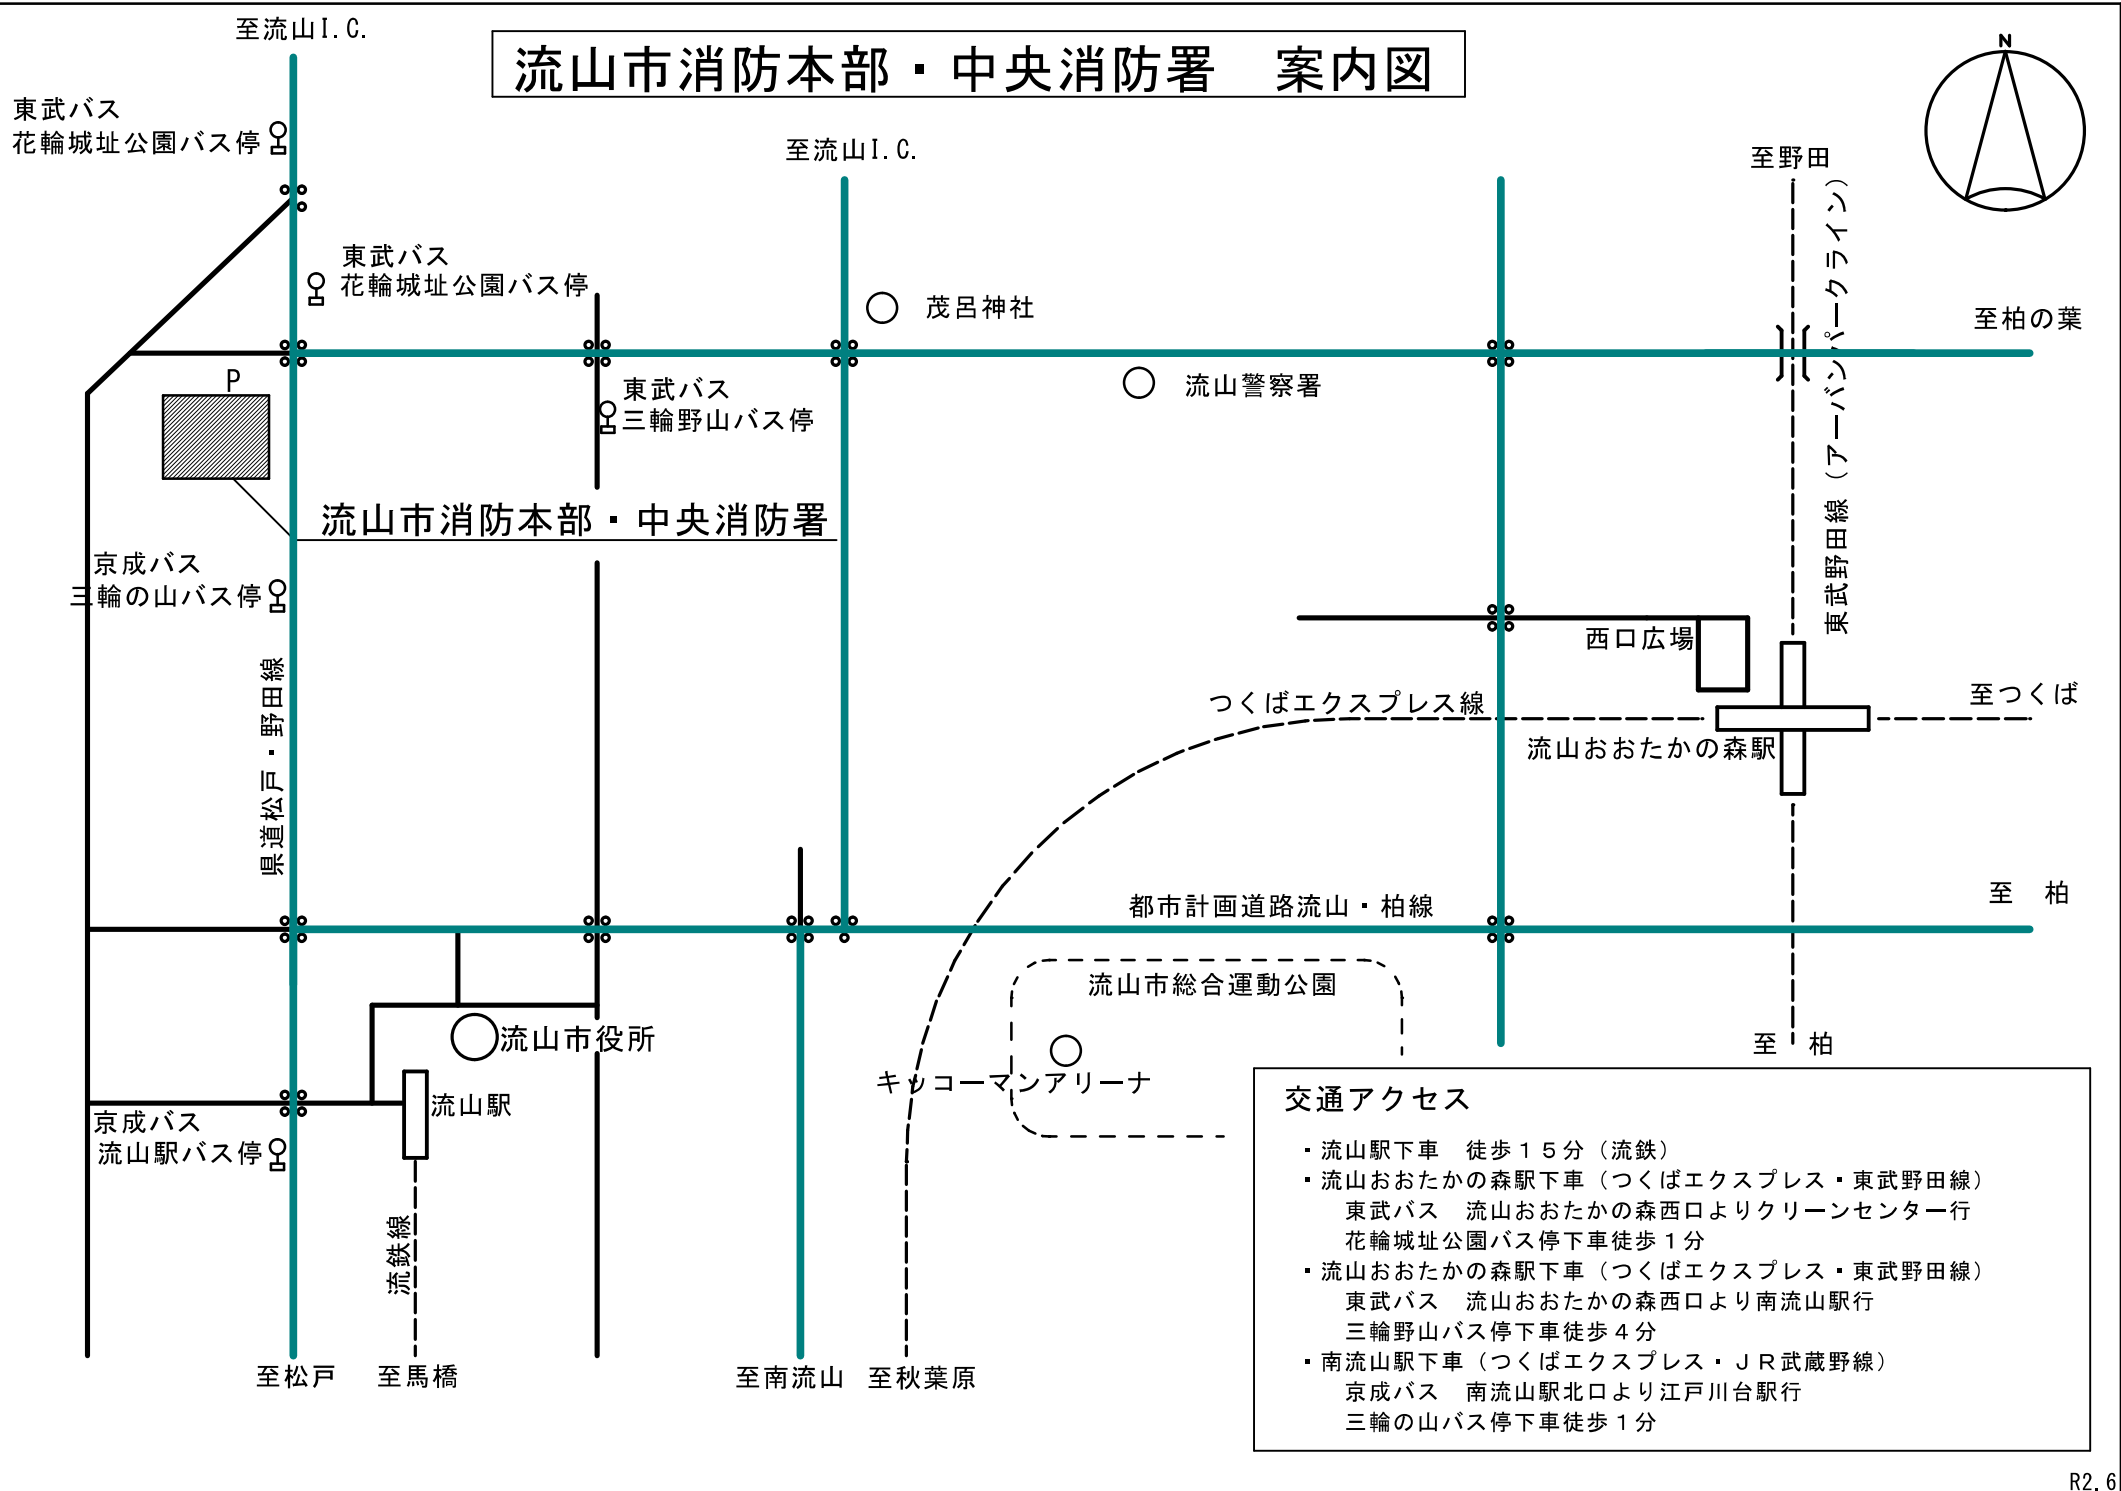 至流山I.C.
流山市消防本部・中央消防署　案内図
N
東武バス
花輪城址公園バス停
至流山I.C.
至野田
東武バス
花輪城址公園バス停
茂呂神社
至柏の葉
東武野田線（アーバンパークライン）
P
東武バス
三輪野山バス停
流山警察署
流山市消防本部・中央消防署
京成バス
三輪の山バス停
西口広場
県道松戸・野田線
つくばエクスプレス線
至つくば
流山おおたかの森駅
都市計画道路流山・柏線
至　柏
流山市総合運動公園
流山市役所
至　柏
キッコーマンアリーナ
流山駅
京成バス
流山駅バス停
流鉄線
至松戸
至馬橋
至南流山
至秋葉原
交通アクセス
・流山駅下車　徒歩１５分（流鉄）
・流山おおたかの森駅下車（つくばエクスプレス・東武野田線）
東武バス　流山おおたかの森西口よりクリーンセンター行
花輪城址公園バス停下車徒歩１分
・流山おおたかの森駅下車（つくばエクスプレス・東武野田線）
東武バス　流山おおたかの森西口より南流山駅行
三輪野山バス停下車徒歩４分
・南流山駅下車（つくばエクスプレス・ＪＲ武蔵野線）
京成バス　南流山駅北口より江戸川台駅行
三輪の山バス停下車徒歩１分
R2.6